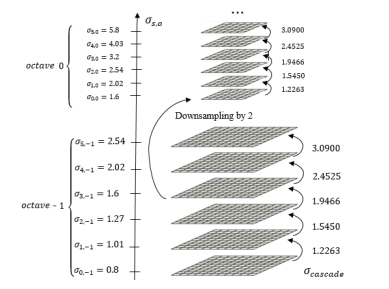 ...
σ_{s,o}
octave 0
σ_{5,0} = 5.8
σ_{4,0} = 4.03
σ_{3,0} = 3.2
σ_{2,0} = 2.54
σ_{1,0} = 2.02
σ_{0,0} = 1.6
3.0900
2.4525
1.9466
1.5450
1.2263
Downsampling by 2
octave - 1
σ_{5,−1} = 2.54
σ_{4,−1} = 2.02
σ_{3,−1} = 1.6
σ_{2,−1} = 1.27
σ_{1,−1} = 1.01
σ_{0,−1} = 0.8
3.0900
2.4525
1.9466
1.5450
1.2263
σ_{cascade}